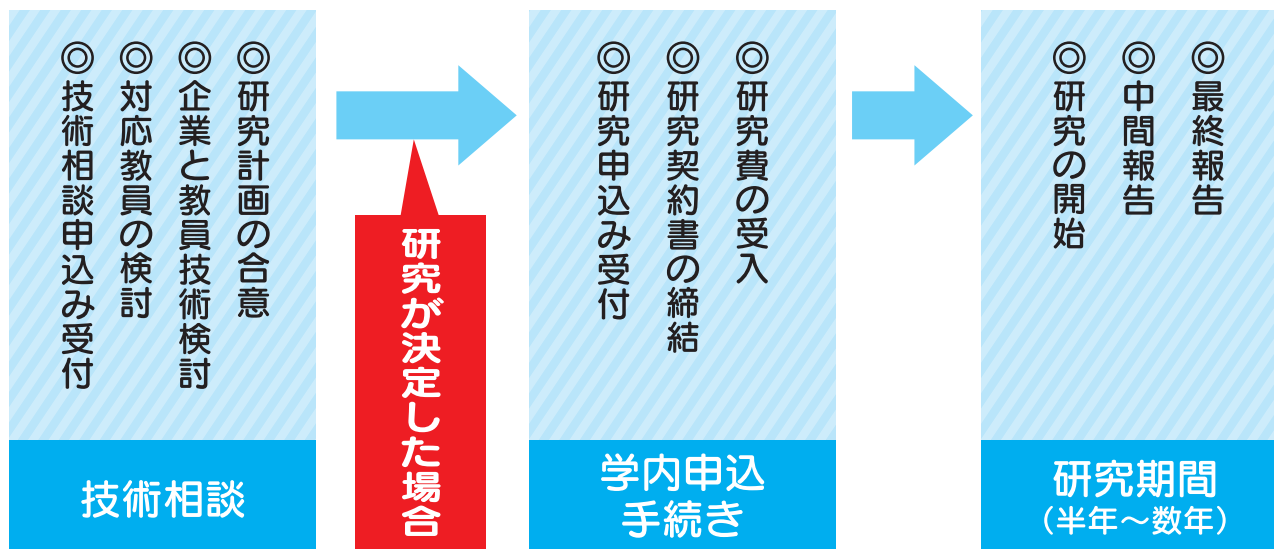 ◎技術相談申込み受付
◎対応教員の検討
◎企業と教員技術検討
◎研究計画の合意
技術相談
研究が決定した場合
◎研究申込み受付
◎研究契約書の締結
◎研究費の受入
学内申込
手続き
◎研究の開始
◎中間報告
◎最終報告
研究期間
（半年～数年）